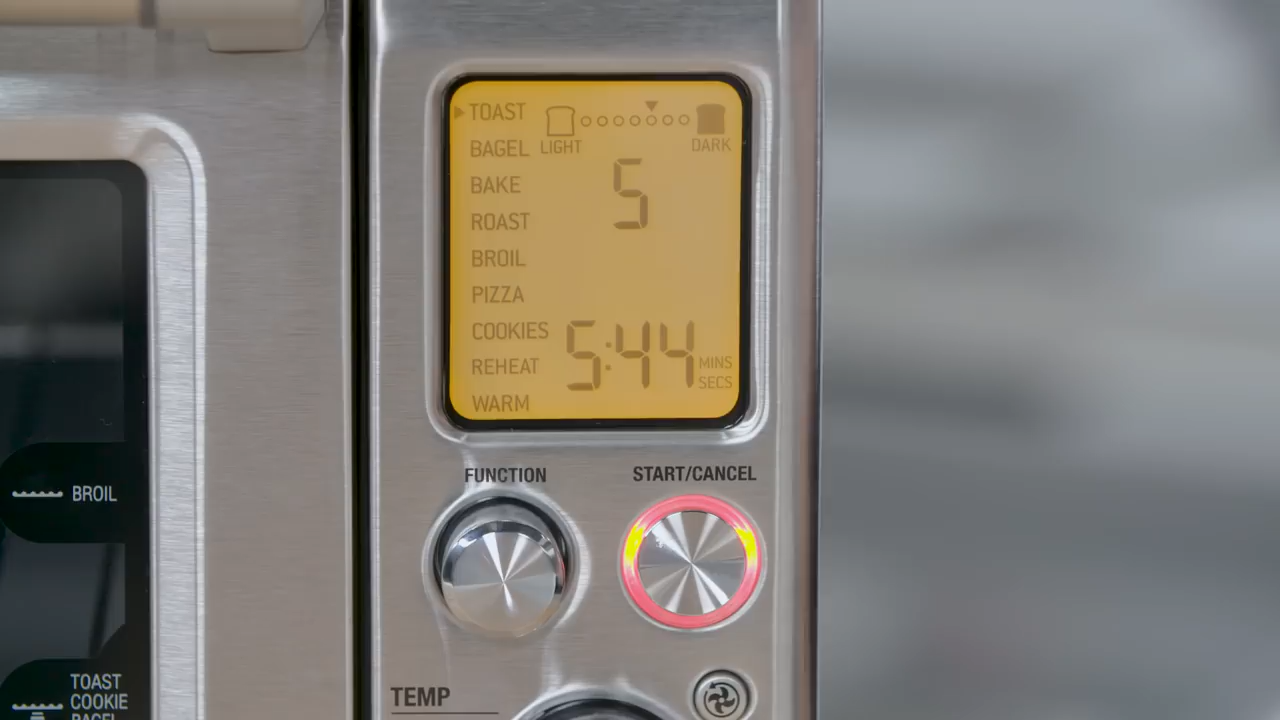 TOAST
LIGHT DARK
BAGEL
BAKE
5
ROAST
BROIL
PIZZA
COOKIES
5:44 MINS SECS
REHEAT
WARM
FUNCTION START/CANCEL
BROIL
TEMP
TOAST
COOKIE
BAGEL